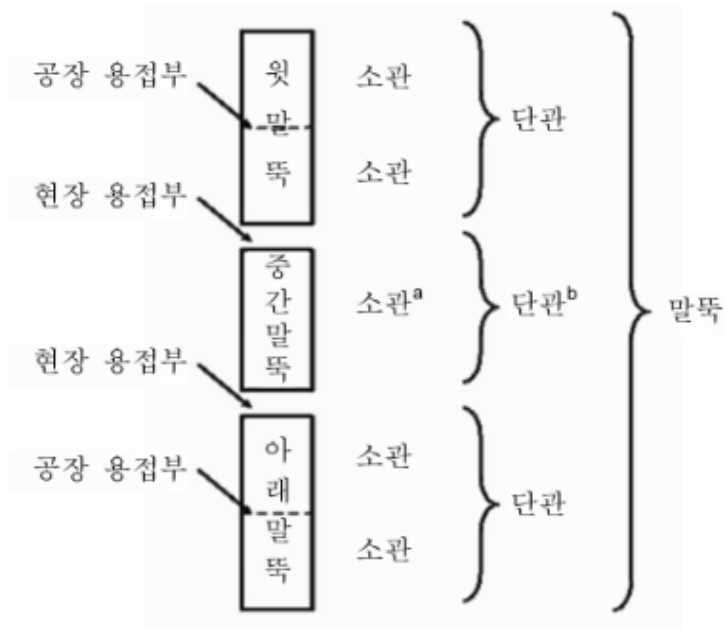 공장 용접부
현장 용접부
현장 용접부
공장 용접부
윗말뚝
중간말뚝
아래말뚝
소관
소관
소관ᵃ
소관
소관
단관
단관ᵇ
단관
말뚝